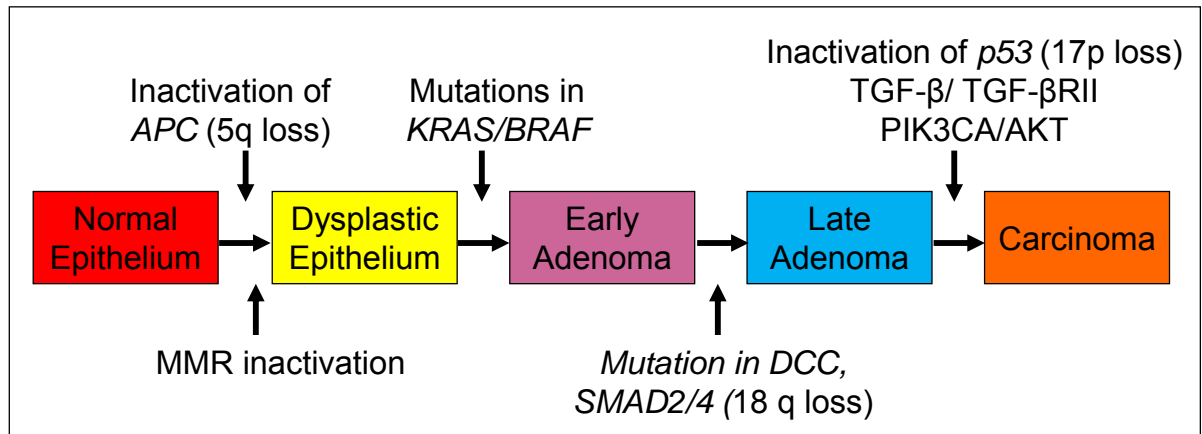 Inactivation of
APC (5q loss)
Mutations in
KRAS/BRAF
Inactivation of p53 (17p loss)
TGF-β/ TGF-βRII
PIK3CA/AKT
Normal
Epithelium
Dysplastic
Epithelium
Early
Adenoma
Late
Adenoma
Carcinoma
MMR inactivation
Mutation in DCC,
SMAD2/4 (18 q loss)